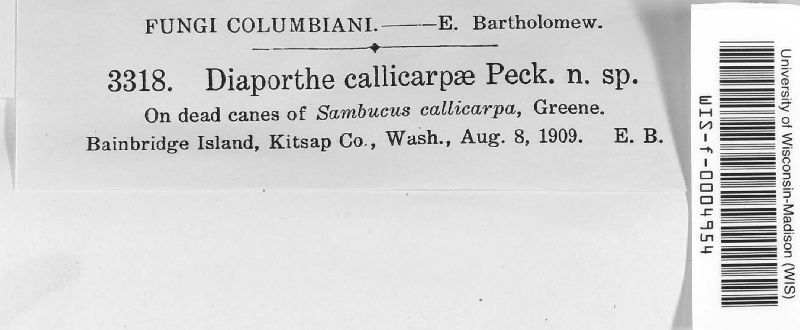 FUNGI COLUMBIANI.——E. Bartholomew.
3318. Diaporthe callicarpæ Peck. n. sp.
On dead canes of Sambucus callicarpa, Greene.
Bainbridge Island, Kitsap Co., Wash., Aug. 8, 1909. E. B.
University of Wisconsin-Madison (WIS)
WIS-f-0004954